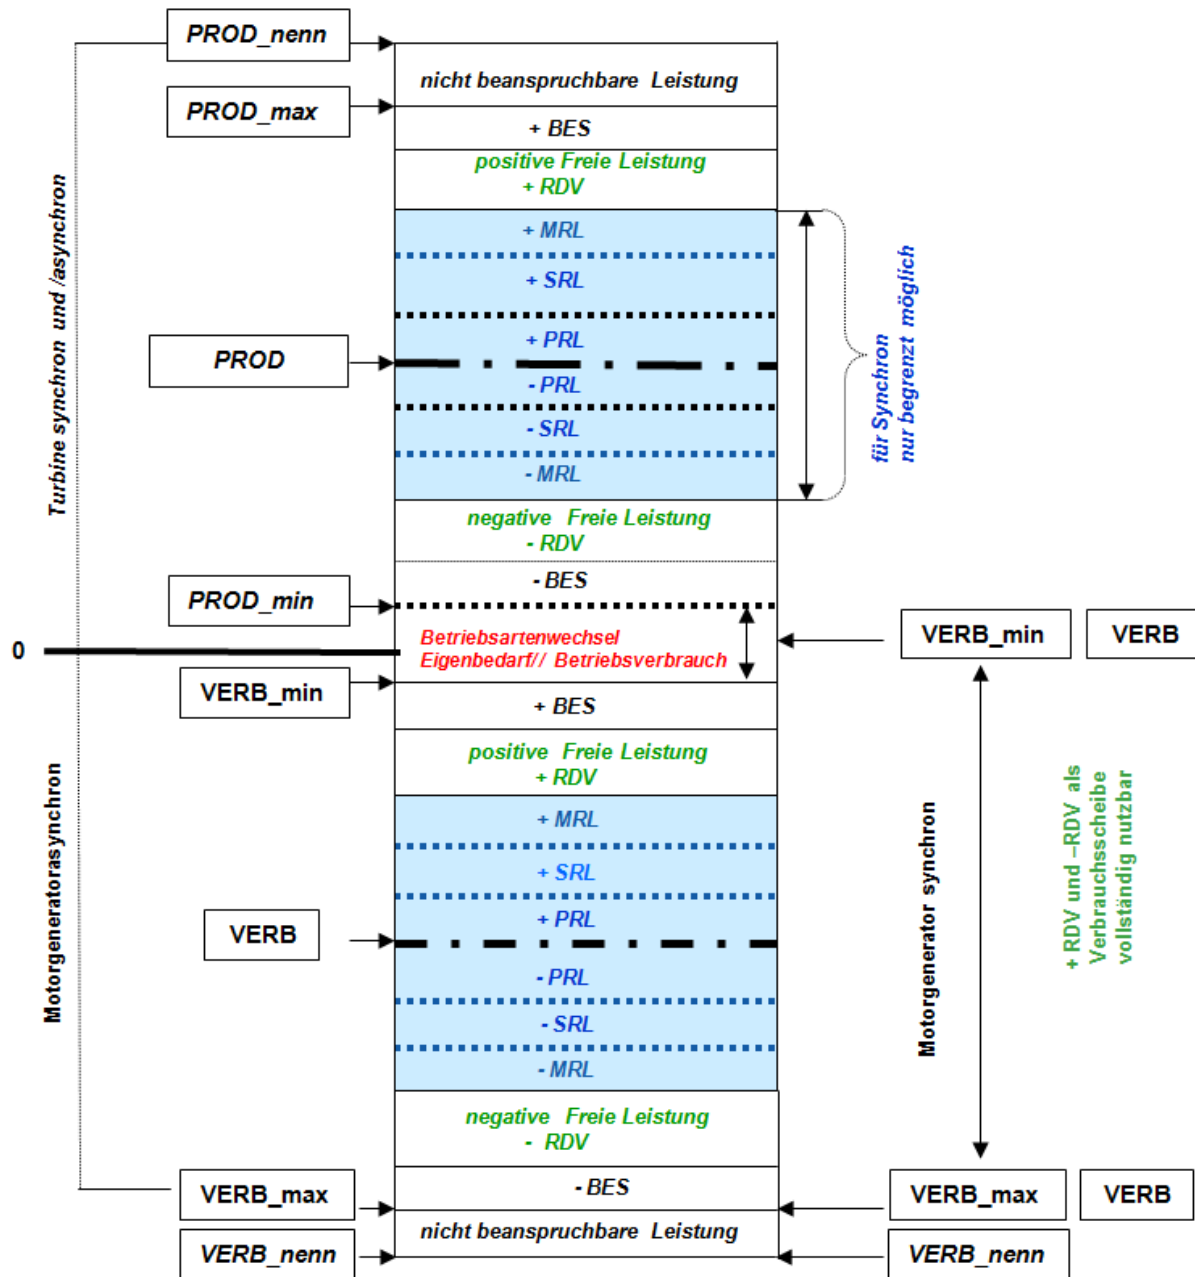 PROD_nenn
nicht beanspruchbare Leistung
PROD_max
+ BES
positive Freie Leistung
+ RDV
Turbine synchron und /asynchron
+ MRL
+ SRL
+ PRL
PROD
- PRL
- SRL
- MRL
für Synchron
nur begrenzt möglich
negative Freie Leistung
- RDV
- BES
PROD_min
Betriebsartenwechsel
Eigenbedarf// Betriebsverbrauch
VERB_min
VERB
0
VERB_min
+ BES
positive Freie Leistung
+ RDV
Motorgeneratorasynchron
+ MRL
+ SRL
+ PRL
VERB
- PRL
- SRL
- MRL
Motorgenerator synchron
+ RDV und –RDV als
Verbrauchsscheibe
vollständig nutzbar
negative Freie Leistung
- RDV
VERB_max
- BES
VERB_max
VERB
nicht beanspruchbare Leistung
VERB_nenn
VERB_nenn